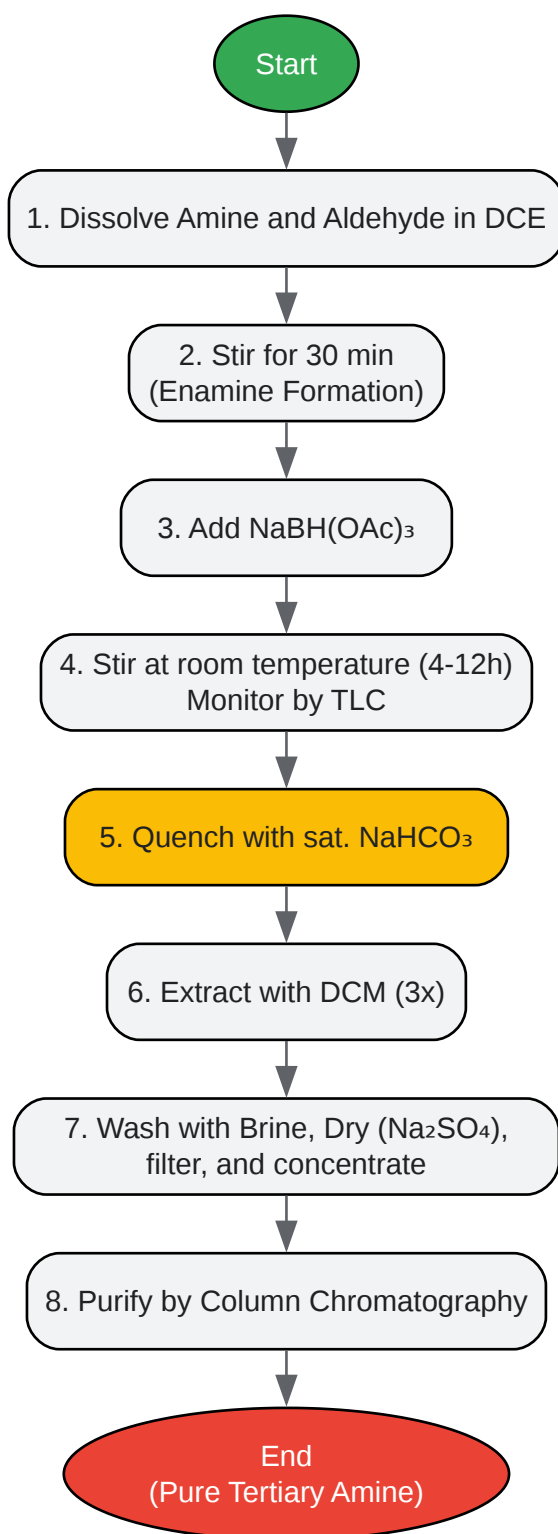 Start
1. Dissolve Amine and Aldehyde in DCE
2. Stir for 30 min
(Enamine Formation)
3. Add NaBH(OAc)₃
4. Stir at room temperature (4-12h)
Monitor by TLC
5. Quench with sat. NaHCO₃
6. Extract with DCM (3x)
7. Wash with Brine, Dry (Na₂SO₄),
filter, and concentrate
8. Purify by Column Chromatography
End
(Pure Tertiary Amine)